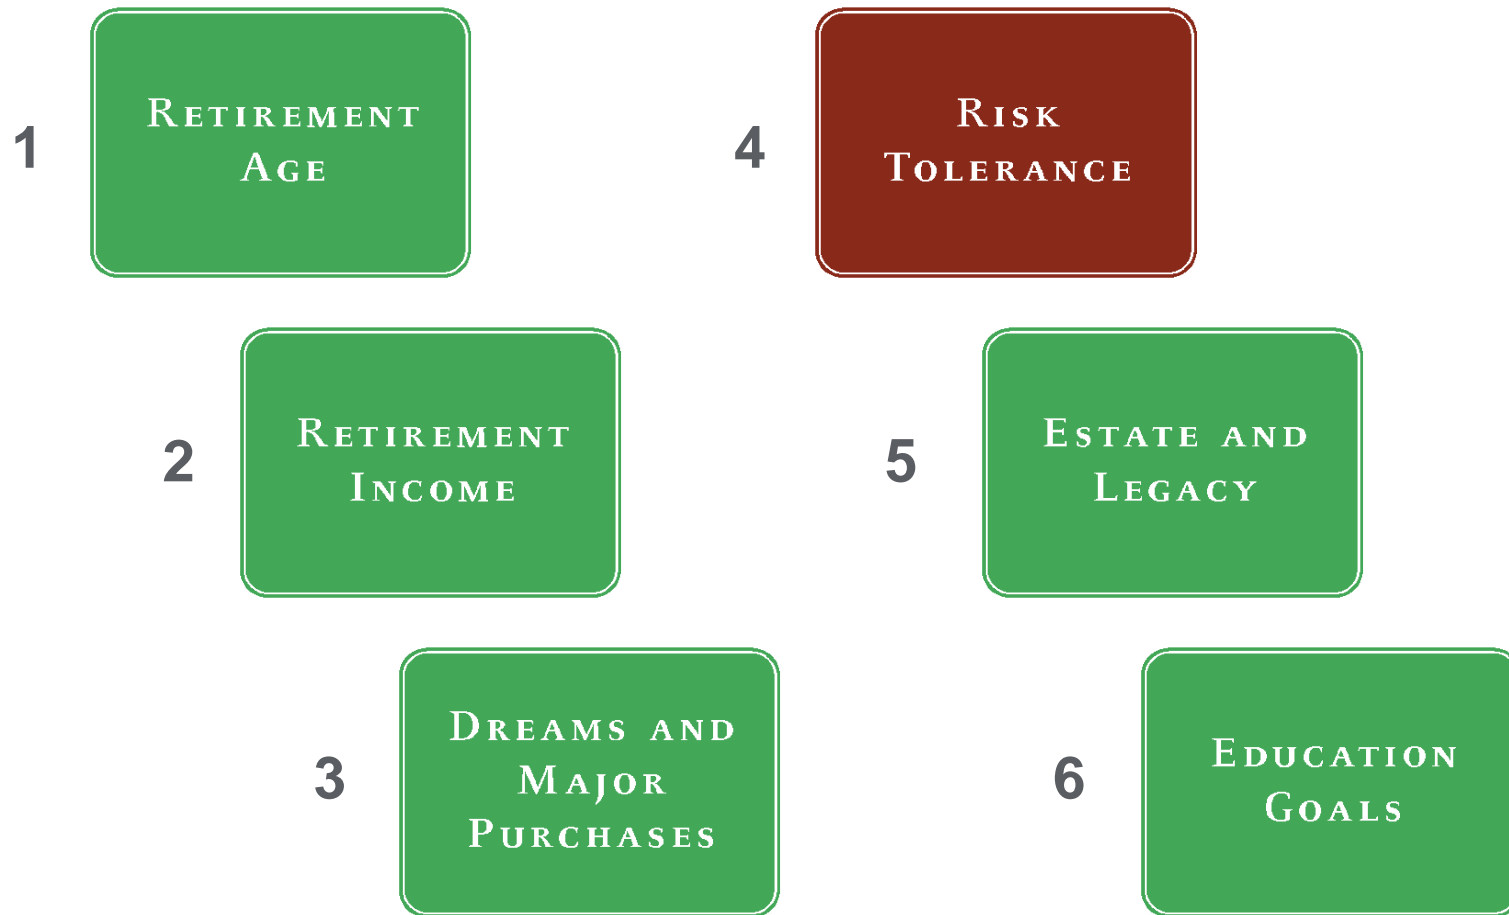 1
RETIREMENT
AGE
2
RETIREMENT
INCOME
3
DREAMS AND
MAJOR
PURCHASES
4
RISK
TOLERANCE
5
ESTATE AND
LEGACY
6
EDUCATION
GOALS